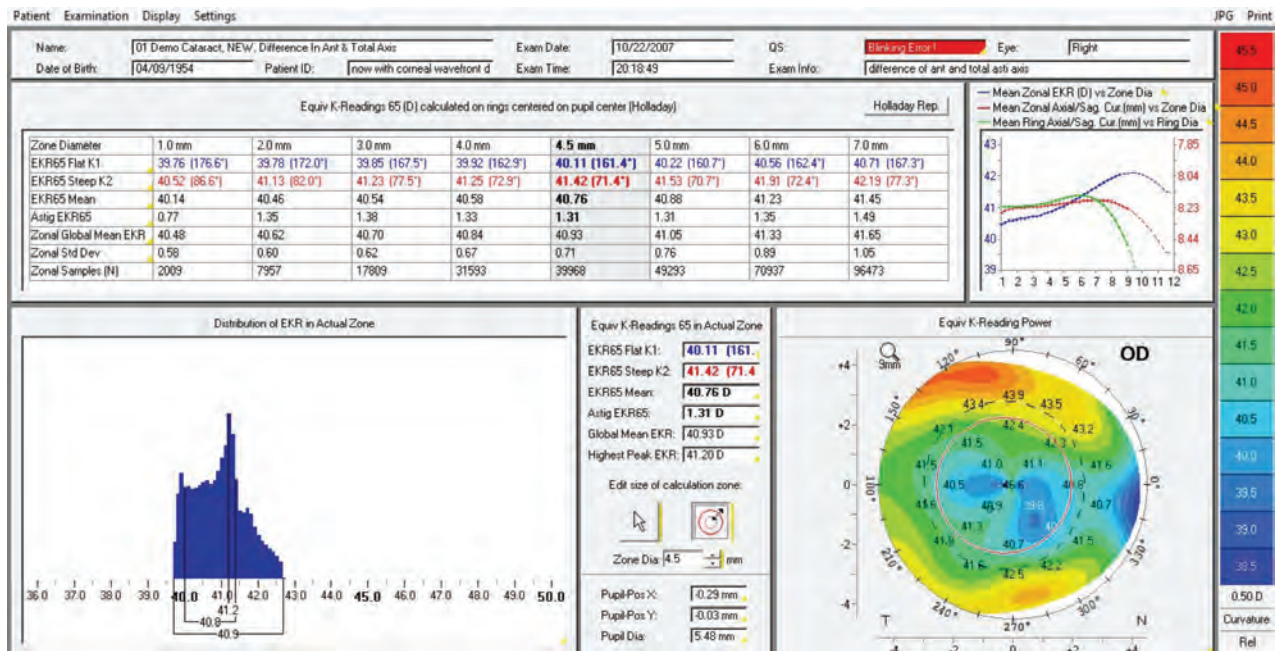 Patient Examination Display Settings JPG Print
Name: 01 Demo Cataract, NEW, Difference In Ant & Total Axis Exam Date: 10/22/2007 QS: Blinking Error! Eye: Right
Date of Birth: 04/09/1954 Patient ID: now with corneal wavefront d Exam Time: 20:18:49 Exam Info: difference of ant and total asti axis
Equiv K-Readings 65 (D) calculated on rings centered on pupil center (Holladay) Holladay Rep.
Zone Diameter 1.0 mm 2.0 mm 3.0 mm 4.0 mm 4.5 mm 5.0 mm 6.0 mm 7.0 mm
EKR65 Flat K1 39.76 (176.6°) 39.78 (172.0°) 39.85 (167.5°) 39.92 (162.9°) 40.11 (161.4°) 40.22 (160.7°) 40.56 (162.4°) 40.71 (167.3°)
EKR65 Steep K2 40.52 (86.6°) 41.13 (82.0°) 41.23 (77.5°) 41.25 (72.9°) 41.42 (71.4°) 41.53 (70.7°) 41.91 (72.4°) 42.19 (77.3°)
EKR65 Mean 40.14 40.46 40.54 40.58 40.76 40.88 41.23 41.45
Astig EKR65 0.77 1.35 1.38 1.33 1.31 1.31 1.35 1.49
Zonal Global Mean EKR 40.48 40.62 40.70 40.84 40.93 41.05 41.33 41.65
Zonal Std Dev 0.58 0.60 0.62 0.67 0.71 0.76 0.89 1.05
Zonal Samples (N) 2009 7957 17809 31593 39968 49293 70937 96473
Mean Zonal EKR (D) vs Zone Dia
Mean Zonal Axial/Sag. Cur.(mm) vs Zone Dia
Mean Ring Axial/Sag. Cur.(mm) vs Ring Dia
43 7.85
42 8.04
41 8.23
40 8.44
39 8.65
1 2 3 4 5 6 7 8 9 10 11 12
Distribution of EKR in Actual Zone
36.0 37.0 38.0 39.0 40.0 41.0 42.0 43.0 44.0 45.0 46.0 47.0 48.0 49.0 50.0
41.2
40.8
40.9
Equiv K-Readings 65 in Actual Zone
EKR65 Flat K1: 40.11 (161.
EKR65 Steep K2: 41.42 (71.4
EKR65 Mean: 40.76 D
Astig EKR65: 1.31 D
Global Mean EKR: 40.93 D
Highest Peak EKR: 41.20 D
Edit size of calculation zone:
Zone Dia: 4.5 mm
Pupil-Pos X: -0.29 mm
Pupil-Pos Y: -0.03 mm
Pupil Dia: 5.48 mm
Equiv K-Reading Power
9mm 120° 90° 60° OD
+4
150° 43.4 43.9 43.5 30°
+2 42.1 42.4 43.2
41.5
41.5 41.0 41.1 41.6
0 180° 40.5 40.8 0°
41.6 39.8 40.7
41.3
41.8 40.7 41.5
-2 210° 41.6 42.5 42.2 330°
-4 240° 270° 300°
T N
-4 -2 0 +2 +4
45.5
45.0
44.5
44.0
43.5
43.0
42.5
42.0
41.5
41.0
40.5
40.0
39.5
39.0
38.5
0.50 D
Curvature
Rel